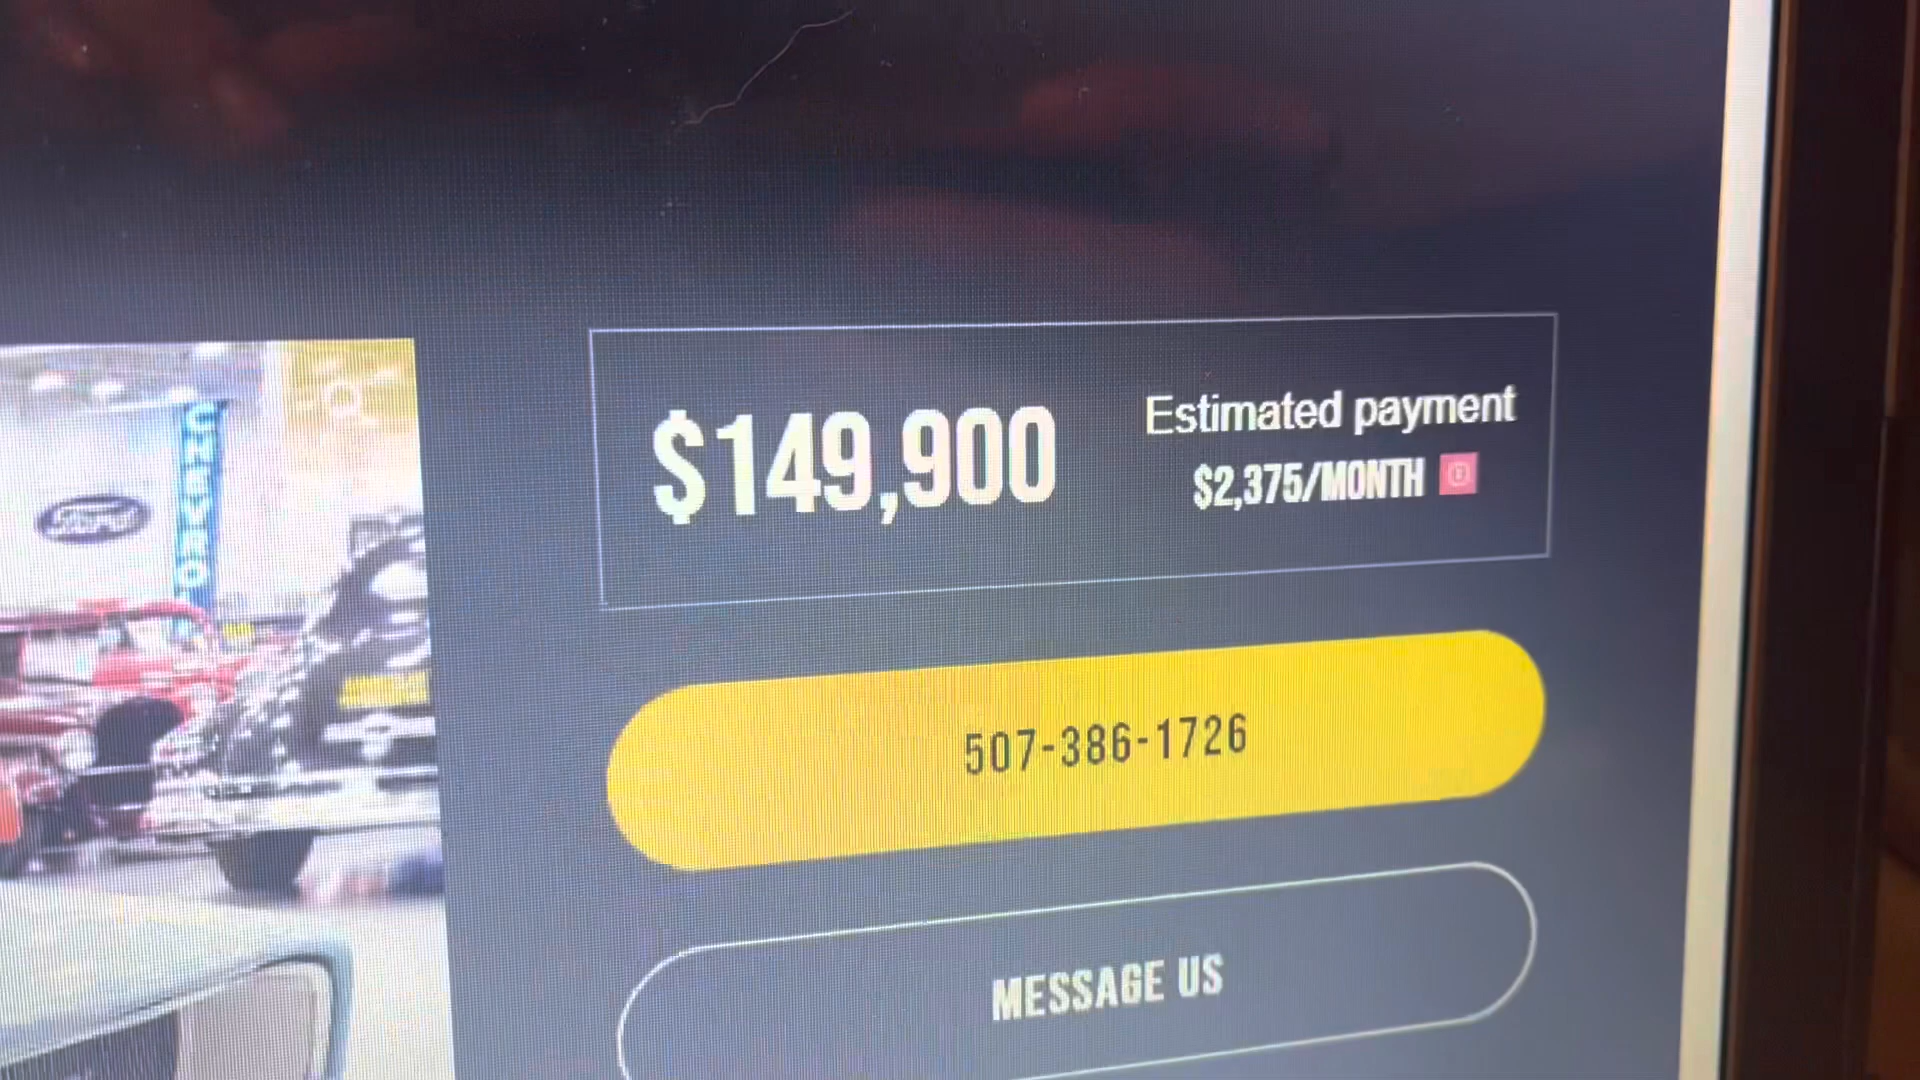 $149,900
Estimated payment
$2,375/MONTH
507-386-1726
MESSAGE US
Ford
CHEVRO